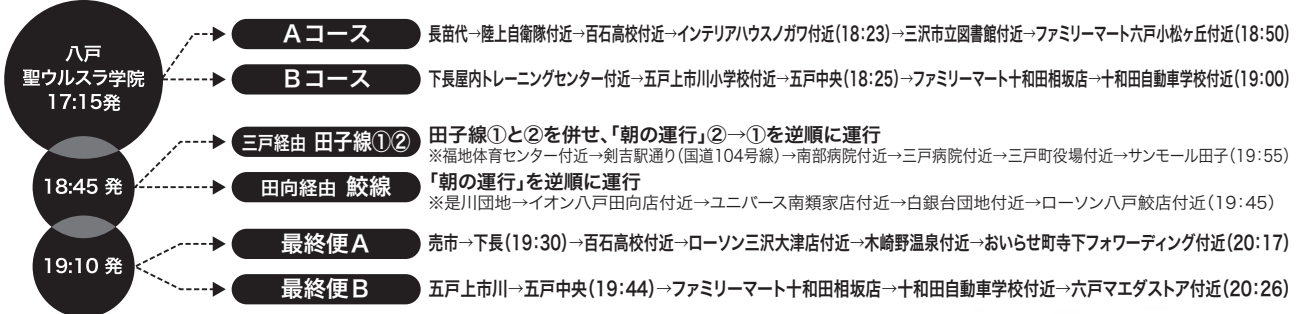 八戸
聖ウルスラ学院
17:15発
Aコース
長苗代→陸上自衛隊付近→百石高校付近→インテリアハウスノガワ付近(18:23)→三沢市立図書館付近→ファミリーマート六戸小松ヶ丘付近(18:50)
Bコース
下長屋内トレーニングセンター付近→五戸上市川小学校付近→五戸中央(18:25)→ファミリーマート十和田相坂店→十和田自動車学校付近(19:00)
18:45 発
三戸経由 田子線①②
田子線①と②を併せ、「朝の運行」②→①を逆順に運行
※福地体育センター付近→剣吉駅通り(国道104号線)→南部病院付近→三戸病院付近→三戸町役場付近→サンモール田子(19:55)
田向経由 鮫線
「朝の運行」を逆順に運行
※是川団地→イオン八戸田向店付近→ユニバース南類家店付近→白銀台団地付近→ローソン八戸鮫店付近(19:45)
19:10 発
最終便A
売市→下長(19:30)→百石高校付近→ローソン三沢大津店付近→木崎野温泉付近→おいらせ町寺下フォワーディング付近(20:17)
最終便B
五戸上市川→五戸中央(19:44)→ファミリーマート十和田相坂店→十和田自動車学校付近→六戸マエダストア付近(20:26)